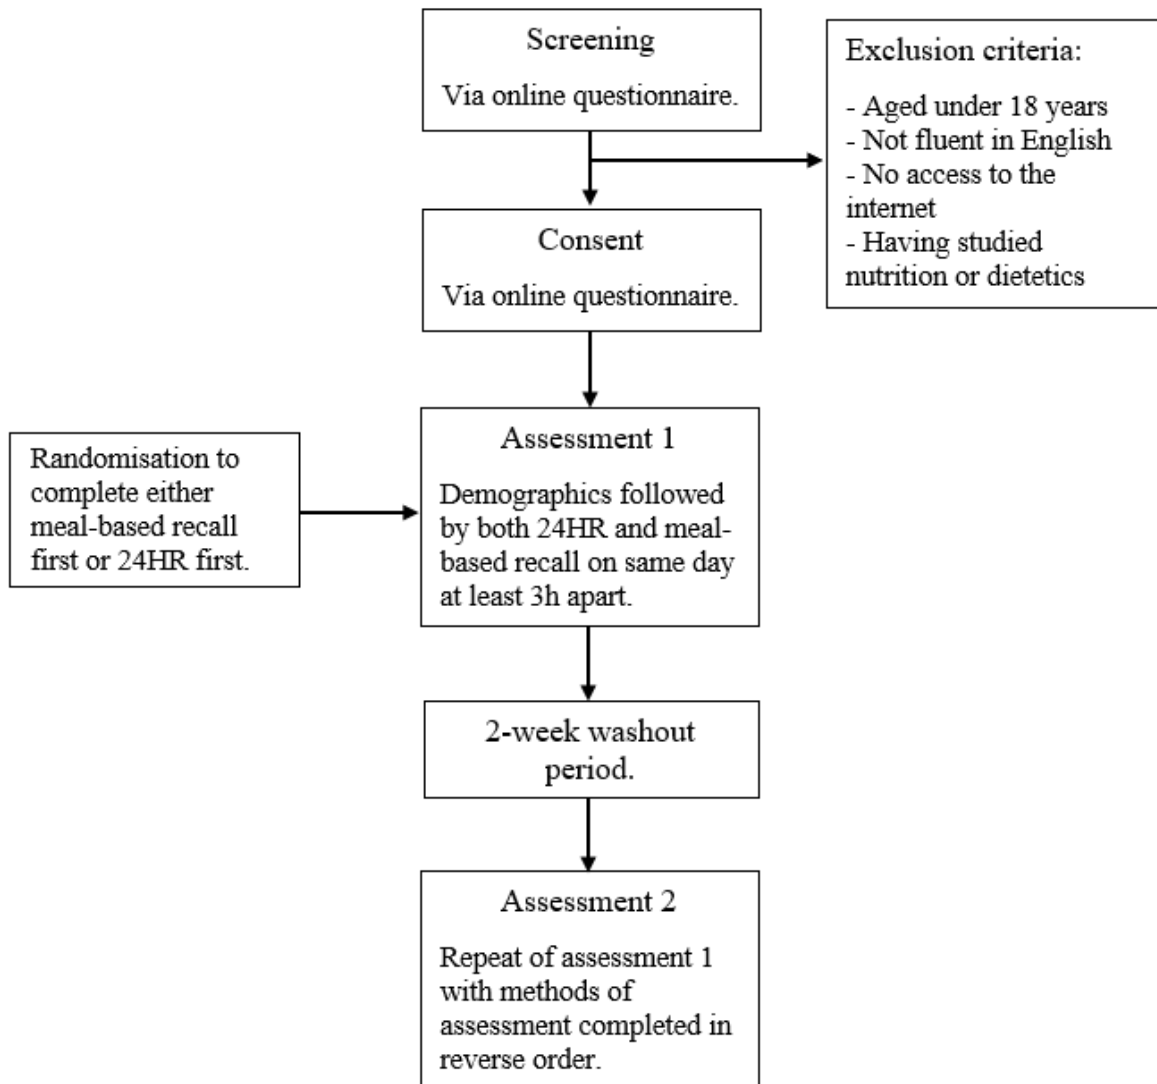 Screening
Via online questionnaire.
Exclusion criteria:
- Aged under 18 years
- Not fluent in English
- No access to the
internet
- Having studied
nutrition or dietetics
Consent
Via online questionnaire.
Randomisation to
complete either
meal-based recall
first or 24HR first.
Assessment 1
Demographics followed
by both 24HR and meal-
based recall on same day
at least 3h apart.
2-week washout
period.
Assessment 2
Repeat of assessment 1
with methods of
assessment completed in
reverse order.